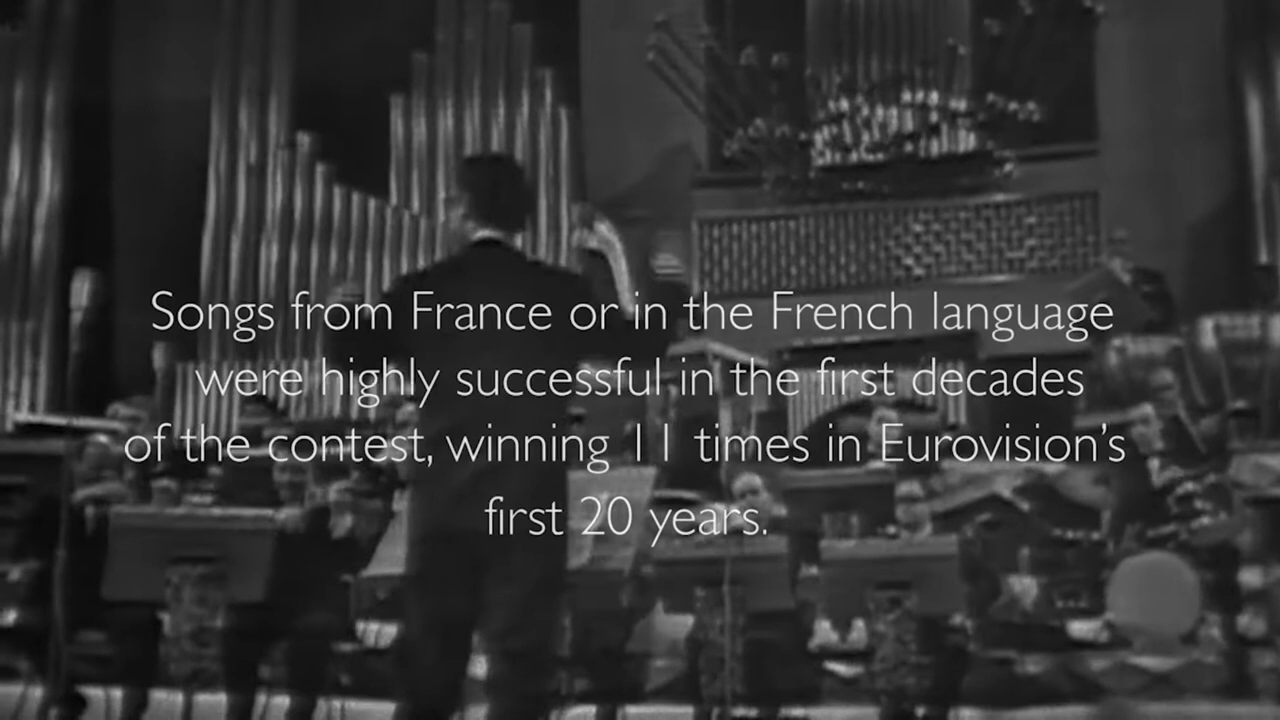 Songs from France or in the French language
were highly successful in the first decades
of the contest, winning 11 times in Eurovision’s
first 20 years.